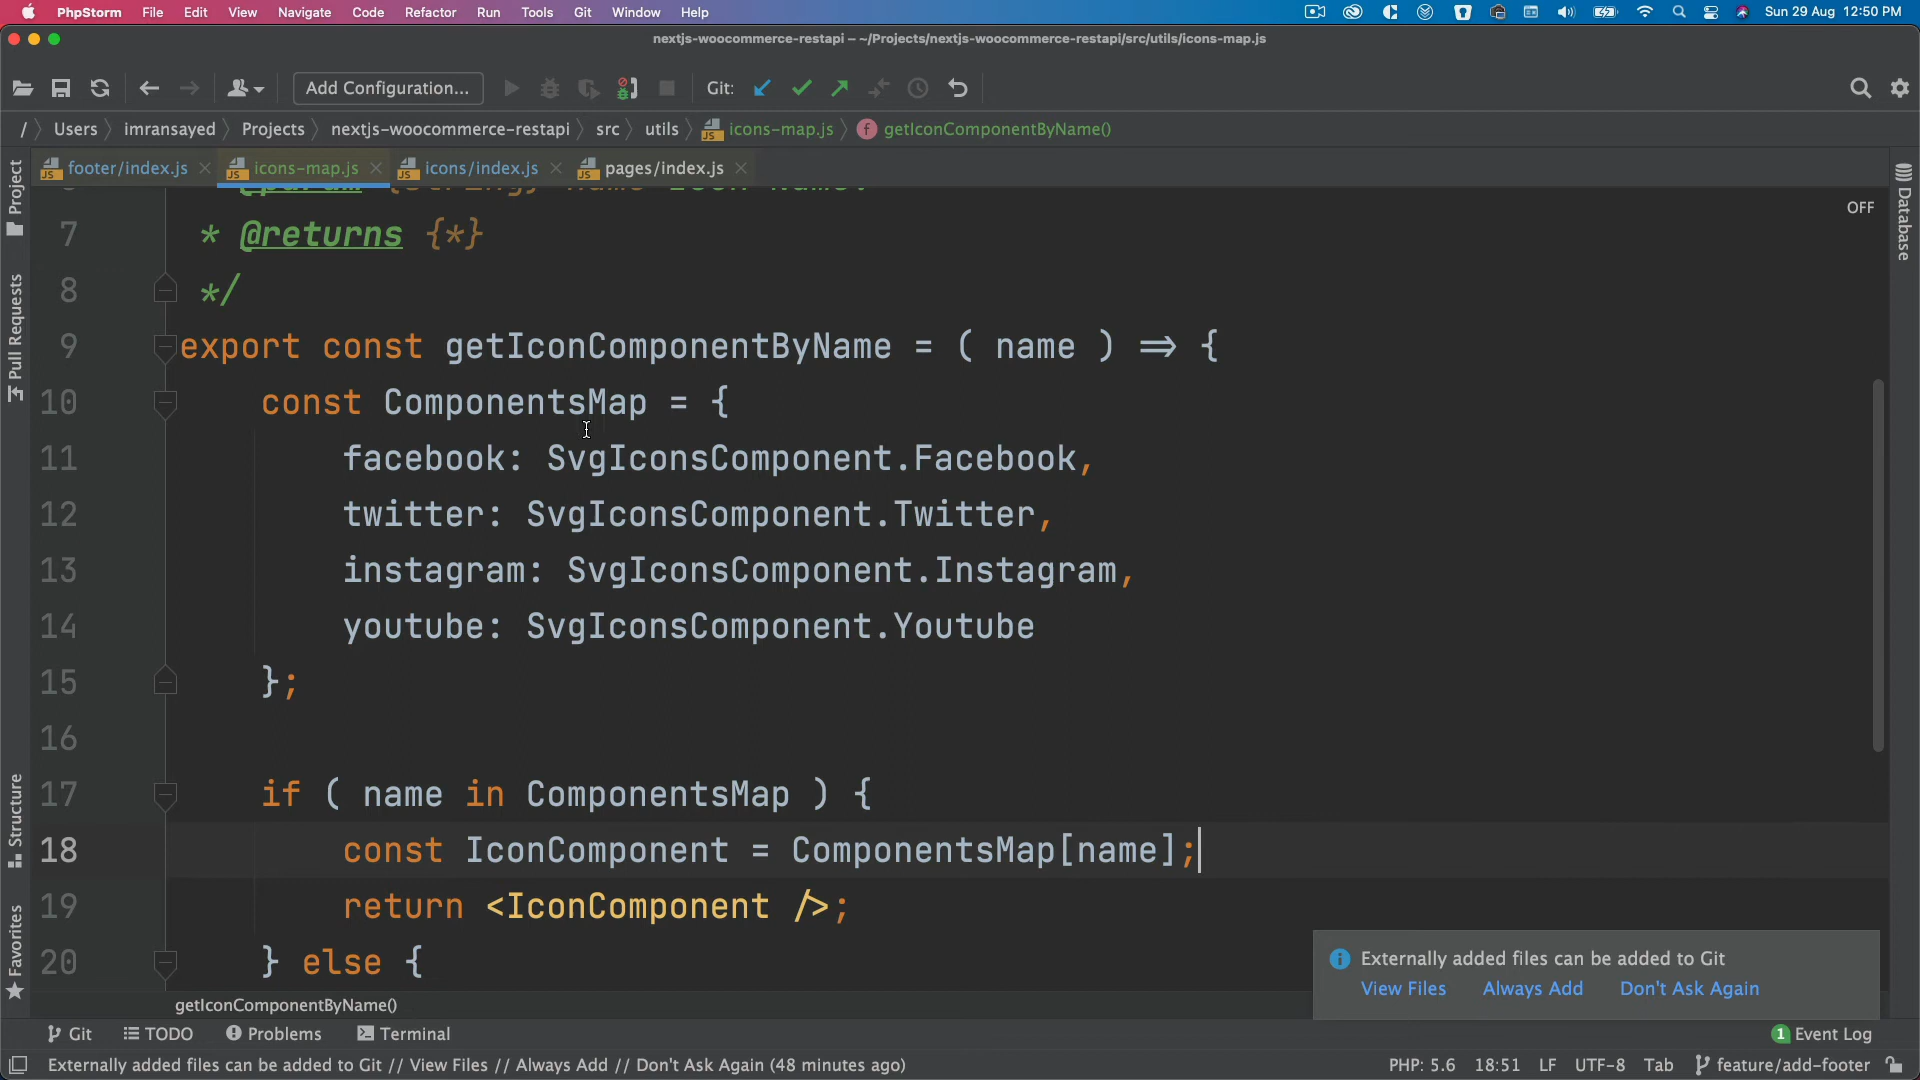 PhpStorm File Edit View Navigate Code Refactor Run Tools Git Window Help Sun 29 Aug 12:50 PM
nextjs-woocommerce-restapi – ~/Projects/nextjs-woocommerce-restapi/src/utils/icons-map.js
Add Configuration... Git:
/ Users imransayed Projects nextjs-woocommerce-restapi src utils icons-map.js getIconComponentByName()
footer/index.js icons-map.js icons/index.js pages/index.js
Project
Pull Requests
Structure
Favorites
Database
OFF
7 * @returns {*}
8 */
9 export const getIconComponentByName = ( name ) => {
10 const ComponentsMap = {
11 facebook: SvgIconsComponent.Facebook,
12 twitter: SvgIconsComponent.Twitter,
13 instagram: SvgIconsComponent.Instagram,
14 youtube: SvgIconsComponent.Youtube
15 };
16
17 if ( name in ComponentsMap ) {
18 const IconComponent = ComponentsMap[name];
19 return <IconComponent />;
20 } else {
Externally added files can be added to Git
View Files Always Add Don't Ask Again
getIconComponentByName()
Git TODO Problems Terminal 1 Event Log
Externally added files can be added to Git // View Files // Always Add // Don't Ask Again (48 minutes ago) PHP: 5.6 18:51 LF UTF-8 Tab feature/add-footer